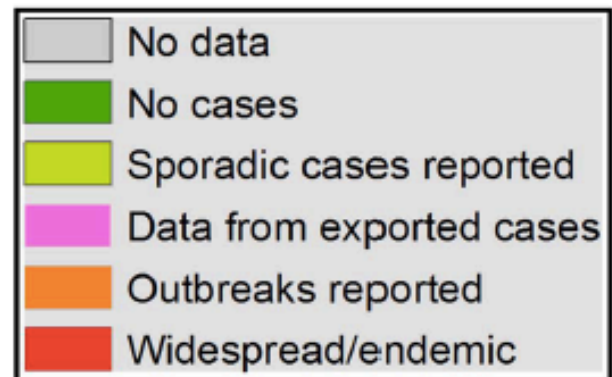 No data
No cases
Sporadic cases reported
Data from exported cases
Outbreaks reported
Widespread/endemic